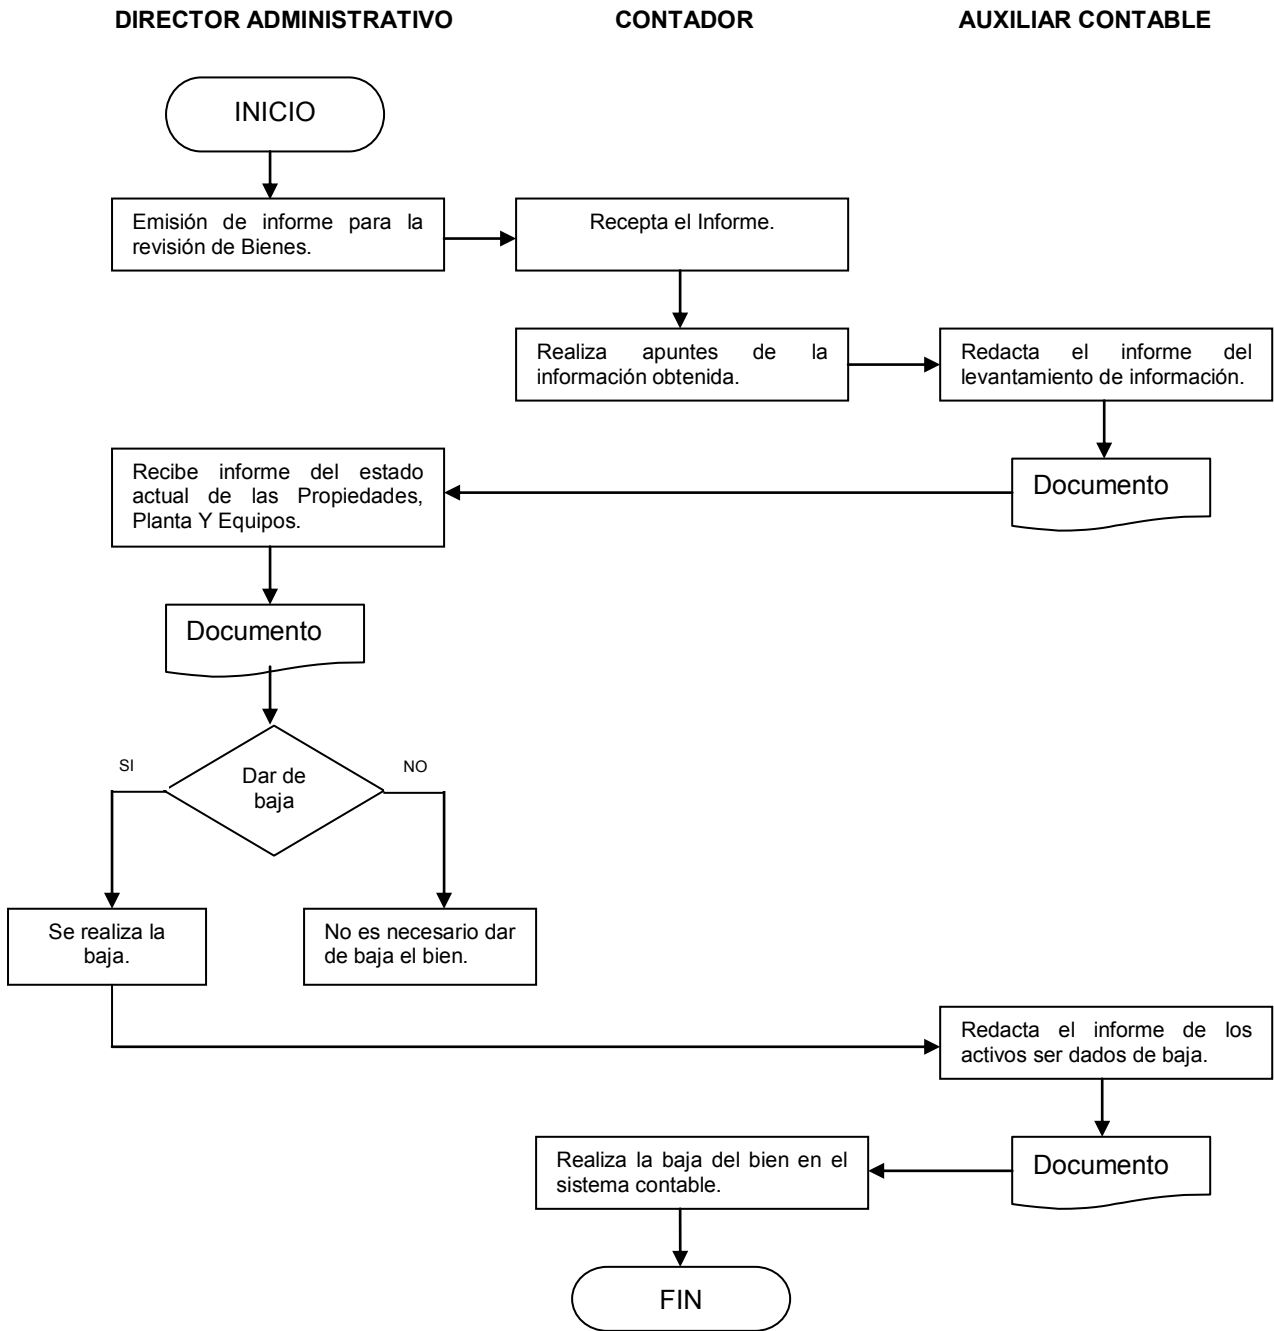 DIRECTOR ADMINISTRATIVO
CONTADOR
AUXILIAR CONTABLE
INICIO
Emisión de informe para la
revisión de Bienes.
Recepta el Informe.
Realiza apuntes de la
información obtenida.
Redacta el informe del
levantamiento de información.
Documento
Recibe informe del estado
actual de las Propiedades,
Planta Y Equipos.
Documento
Dar de
baja
SI
NO
Se realiza la
baja.
No es necesario dar
de baja el bien.
Redacta el informe de los
activos ser dados de baja.
Documento
Realiza la baja del bien en el
sistema contable.
FIN